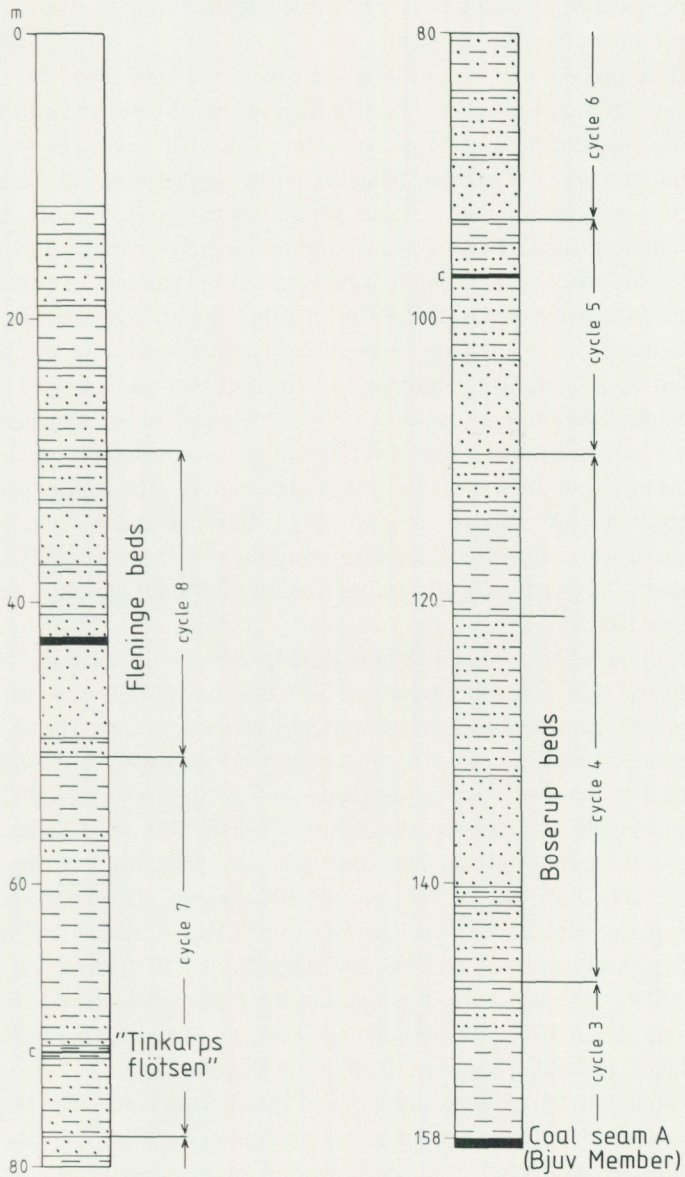 m
0
20
40
60
80
c
Fleninge beds
cycle 8
cycle 7
"Tinkarps
flötsen"
80
100
120
140
158
c
cycle 6
cycle 5
cycle 4
cycle 3
Boserup beds
Coal seam A
(Bjuv Member)